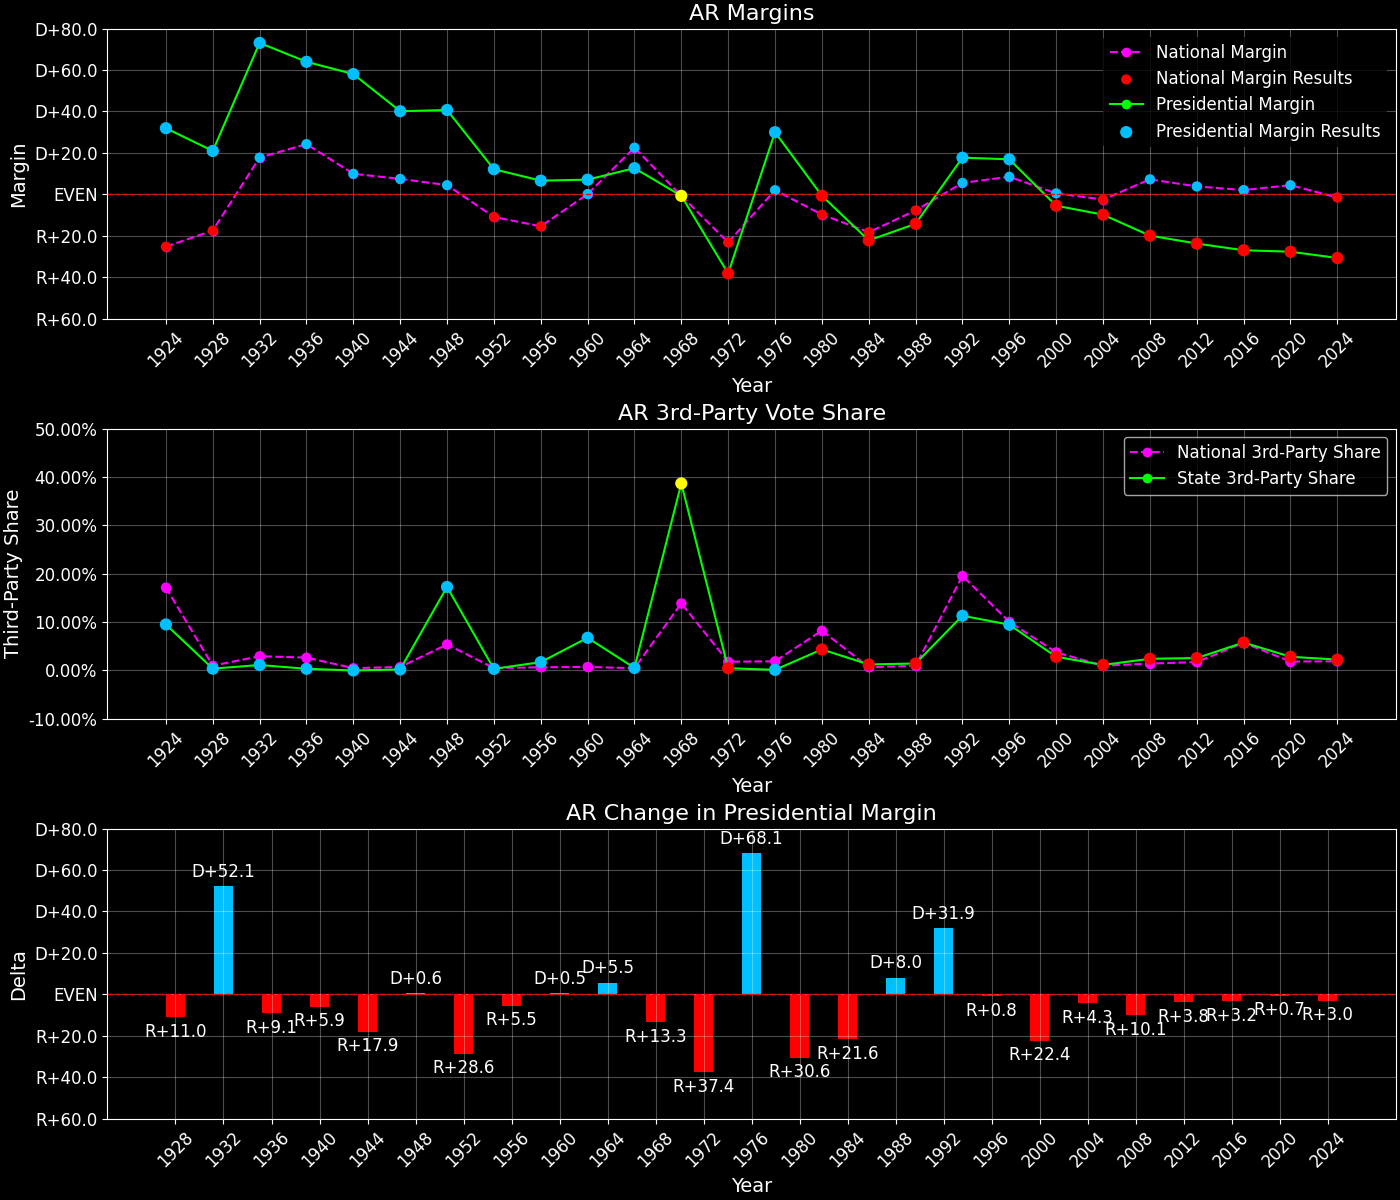 AR Margins
D+80.0
D+60.0
D+40.0
D+20.0
EVEN
R+20.0
R+40.0
R+60.0
Margin
National Margin
National Margin Results
Presidential Margin
Presidential Margin Results
1924 1928 1932 1936 1940 1944 1948 1952 1956 1960 1964 1968 1972 1976 1980 1984 1988 1992 1996 2000 2004 2008 2012 2016 2020 2024
Year
AR 3rd-Party Vote Share
50.00%
40.00%
30.00%
20.00%
10.00%
0.00%
-10.00%
Third-Party Share
National 3rd-Party Share
State 3rd-Party Share
1924 1928 1932 1936 1940 1944 1948 1952 1956 1960 1964 1968 1972 1976 1980 1984 1988 1992 1996 2000 2004 2008 2012 2016 2020 2024
Year
AR Change in Presidential Margin
D+80.0
D+60.0
D+40.0
D+20.0
EVEN
R+20.0
R+40.0
R+60.0
Delta
R+11.0
D+52.1
R+9.1
R+5.9
R+17.9
D+0.6
R+28.6
R+5.5
D+0.5
D+5.5
R+13.3
R+37.4
D+68.1
R+30.6
R+21.6
D+8.0
D+31.9
R+0.8
R+22.4
R+4.3
R+10.1
R+3.8
R+3.2
R+0.7
R+3.0
1928 1932 1936 1940 1944 1948 1952 1956 1960 1964 1968 1972 1976 1980 1984 1988 1992 1996 2000 2004 2008 2012 2016 2020 2024
Year